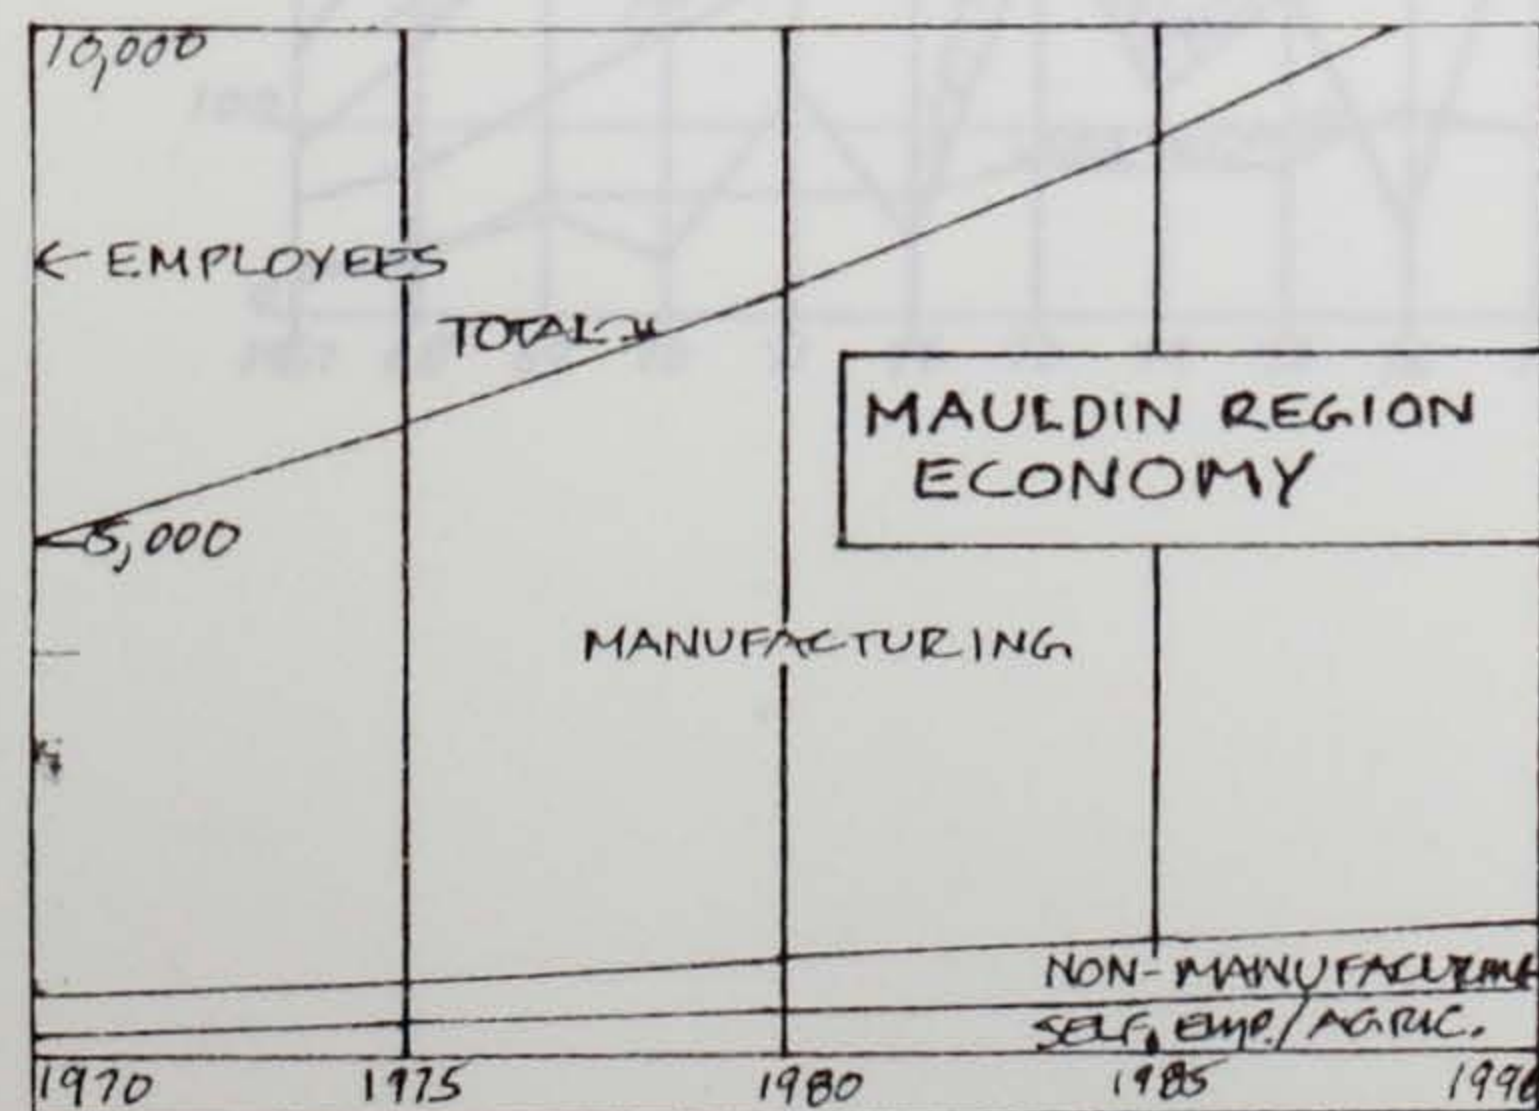 10,000
← EMPLOYEES
TOTAL
5,000
MAULDIN REGION
ECONOMY
MANUFACTURING
NON-MANUFACTURING
SELF. EMP./AGRIC.
1970 1975 1980 1985 1990